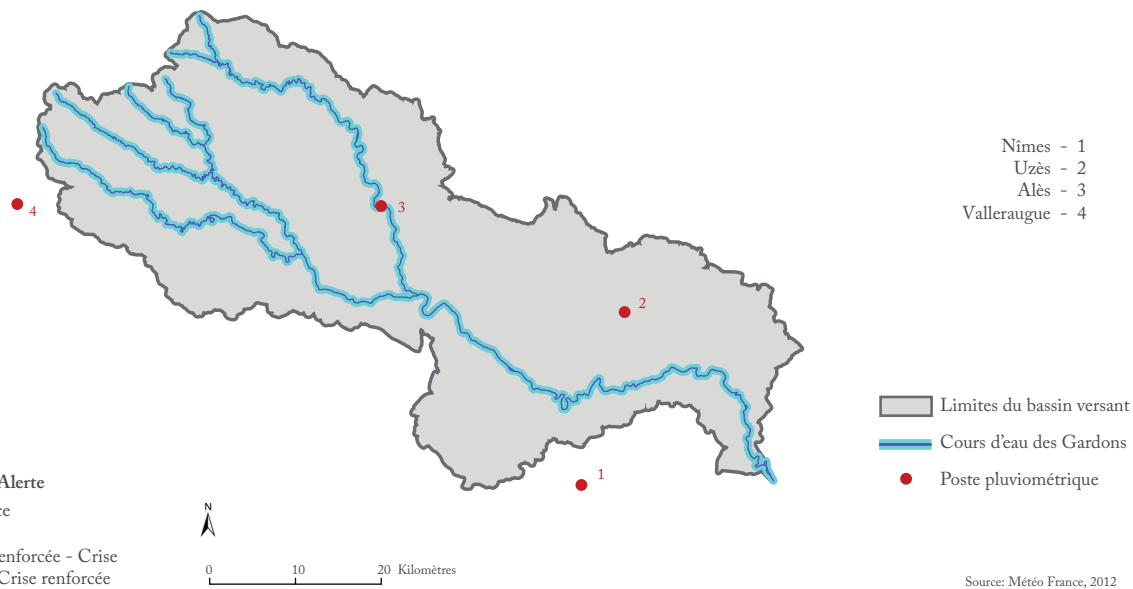 Nîmes - 1
Uzès - 2
Alès - 3
Valleraugue - 4
3
4
2
Limites du bassin versant
Cours d'eau des Gardons
Poste pluviométrique
1
Alerte
N
- Crise
Crise renforcée
0 10 20 Kilomètres
Source: Météo France, 2012